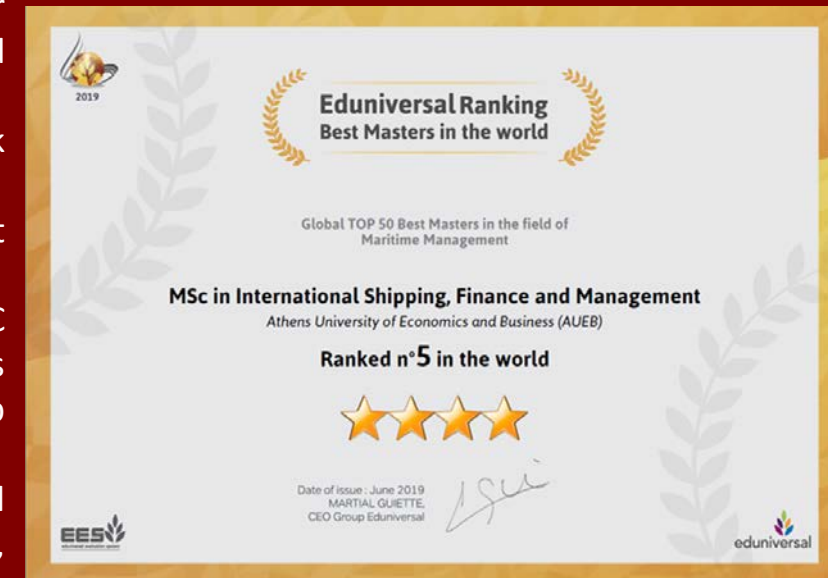 2019
Eduniversal Ranking
Best Masters in the world
Global TOP 50 Best Masters in the field of
Maritime Management
MSc in International Shipping, Finance and Management
Athens University of Economics and Business (AUEB)
Ranked n°5 in the world
Date of issue : June 2019
MARTIAL GUIETTE,
CEO Group Eduniversal
EES
eduniversal